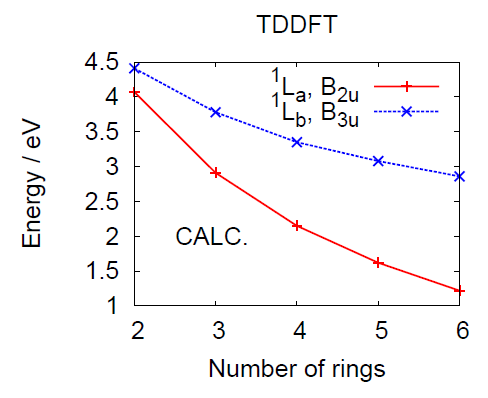 TDDFT
4.5
4
3.5
3
2.5
2
1.5
1
Energy / eV
¹Lₐ, B₂ᵤ
¹L_b, B₃ᵤ
CALC.
2 3 4 5 6
Number of rings